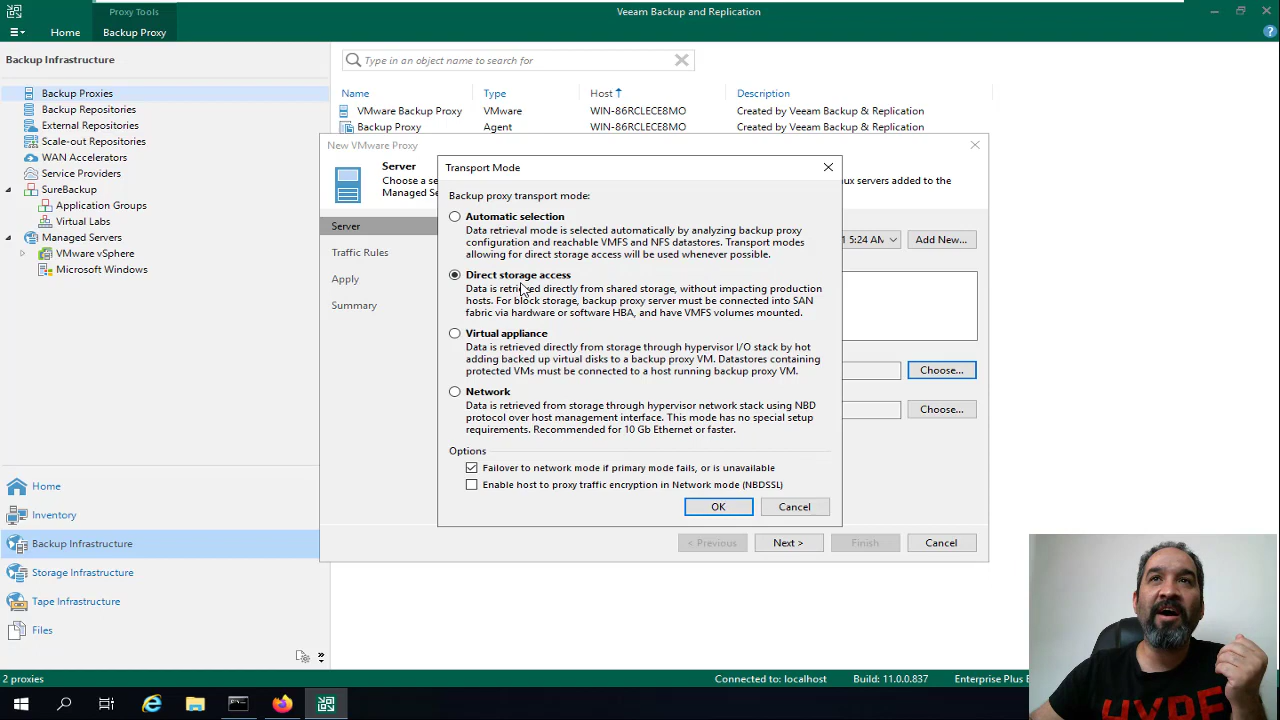 Proxy Tools
Veeam Backup and Replication
Home
Backup Proxy
Backup Infrastructure
Backup Proxies
Backup Repositories
External Repositories
Scale-out Repositories
WAN Accelerators
Service Providers
SureBackup
Application Groups
Virtual Labs
Managed Servers
VMware vSphere
Microsoft Windows
Type in an object name to search for
Name Type Host Description
VMware Backup Proxy VMware WIN-86RCLECE8MO Created by Veeam Backup & Replication
Backup Proxy Agent WIN-86RCLECE8MO Created by Veeam Backup & Replication
New VMware Proxy
Server
Choose a se
Managed Se
ux servers added to the
Server
Traffic Rules
Apply
Summary
1 5:24 AM
Add New...
Choose...
Choose...
Transport Mode
Backup proxy transport mode:
Automatic selection
Data retrieval mode is selected automatically by analyzing backup proxy
configuration and reachable VMFS and NFS datastores. Transport modes
allowing for direct storage access will be used whenever possible.
Direct storage access
Data is retrieved directly from shared storage, without impacting production
hosts. For block storage, backup proxy server must be connected into SAN
fabric via hardware or software HBA, and have VMFS volumes mounted.
Virtual appliance
Data is retrieved directly from storage through hypervisor I/O stack by hot
adding backed up virtual disks to a backup proxy VM. Datastores containing
protected VMs must be connected to a host running backup proxy VM.
Network
Data is retrieved from storage through hypervisor network stack using NBD
protocol over host management interface. This mode has no special setup
requirements. Recommended for 10 Gb Ethernet or faster.
Options
Failover to network mode if primary mode fails, or is unavailable
Enable host to proxy traffic encryption in Network mode (NBDSSL)
OK Cancel
< Previous Next > Finish Cancel
Home
Inventory
Backup Infrastructure
Storage Infrastructure
Tape Infrastructure
Files
2 proxies
Connected to: localhost
Build: 11.0.0.837
Enterprise Plus E
HYPE